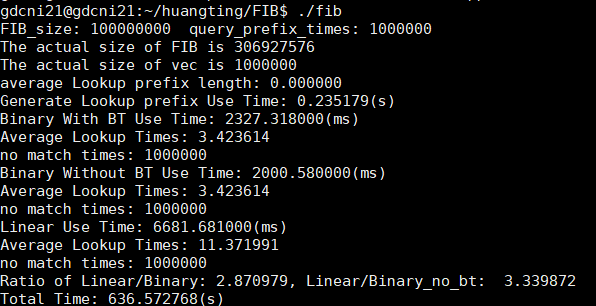 gdcni21@gdcni21:~/huangting/FIB$ ./fib
FIB_size: 100000000  query_prefix_times: 1000000
The actual size of FIB is 306927576
The actual size of vec is 1000000
average Lookup prefix length: 0.000000
Generate Lookup prefix Use Time: 0.235179(s)
Binary With BT Use Time: 2327.318000(ms)
Average Lookup Times: 3.423614
no match times: 1000000
Binary Without BT Use Time: 2000.580000(ms)
Average Lookup Times: 3.423614
no match times: 1000000
Linear Use Time: 6681.681000(ms)
Average Lookup Times: 11.371991
no match times: 1000000
Ratio of Linear/Binary: 2.870979, Linear/Binary_no_bt:  3.339872
Total Time: 636.572768(s)